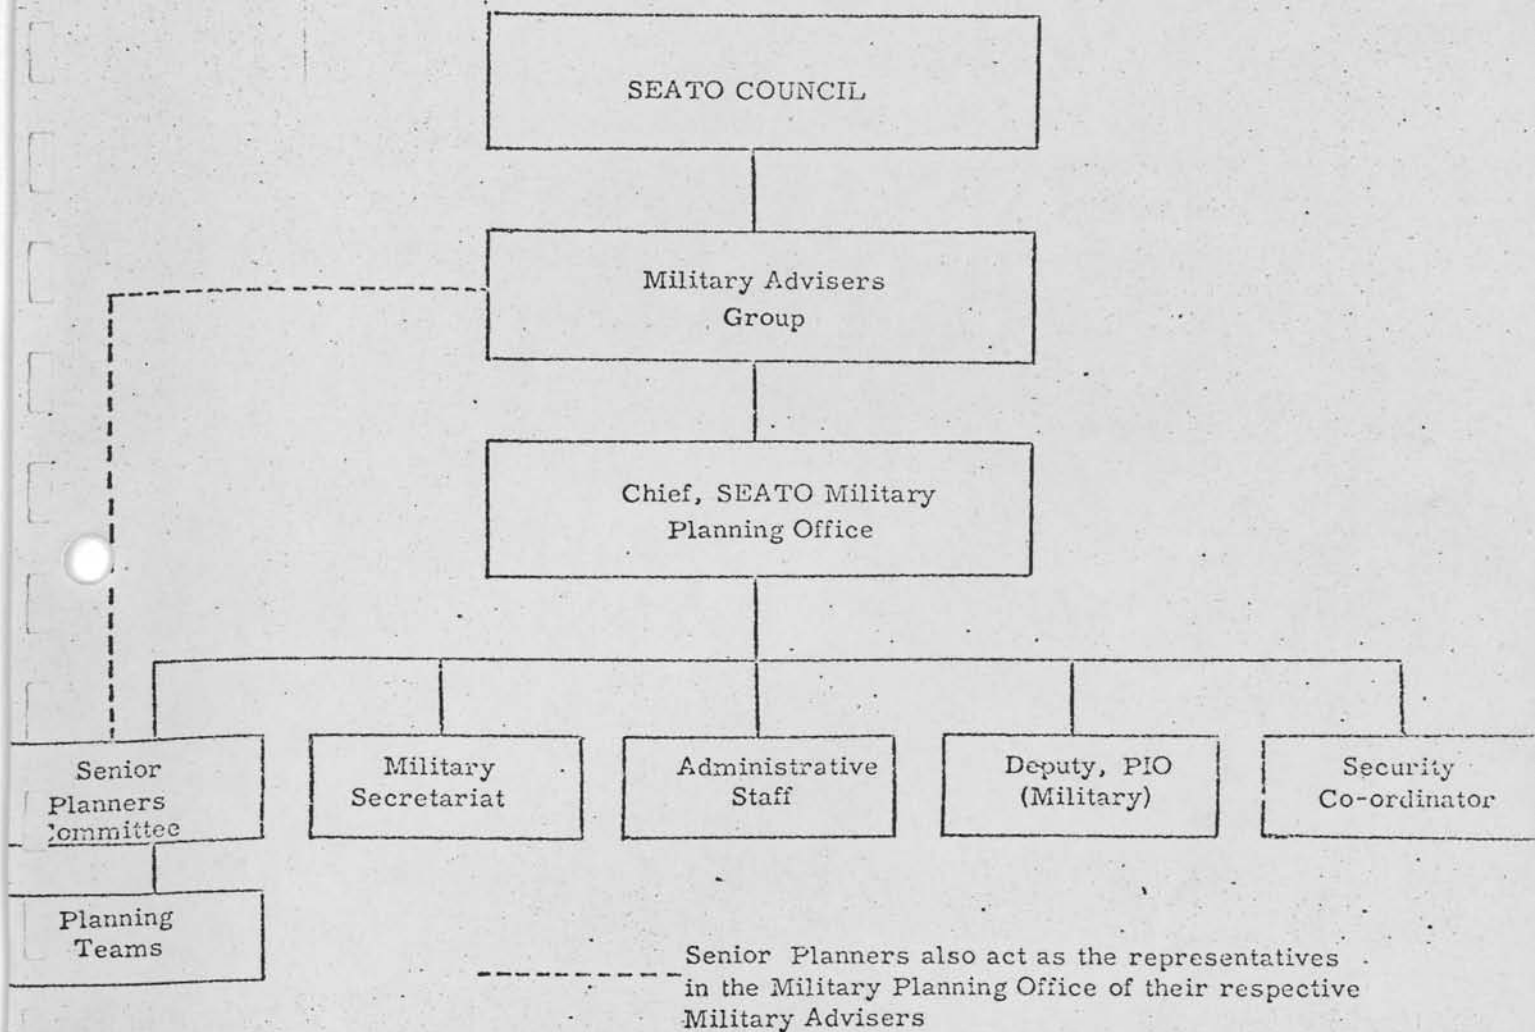 SEATO COUNCIL
Military Advisers
Group
Chief, SEATO Military
Planning Office
Senior
Planners
Committee
Military
Secretariat
Administrative
Staff
Deputy, PIO
(Military)
Security
Co-ordinator
Planning
Teams
Senior Planners also act as the representatives
in the Military Planning Office of their respective
Military Advisers